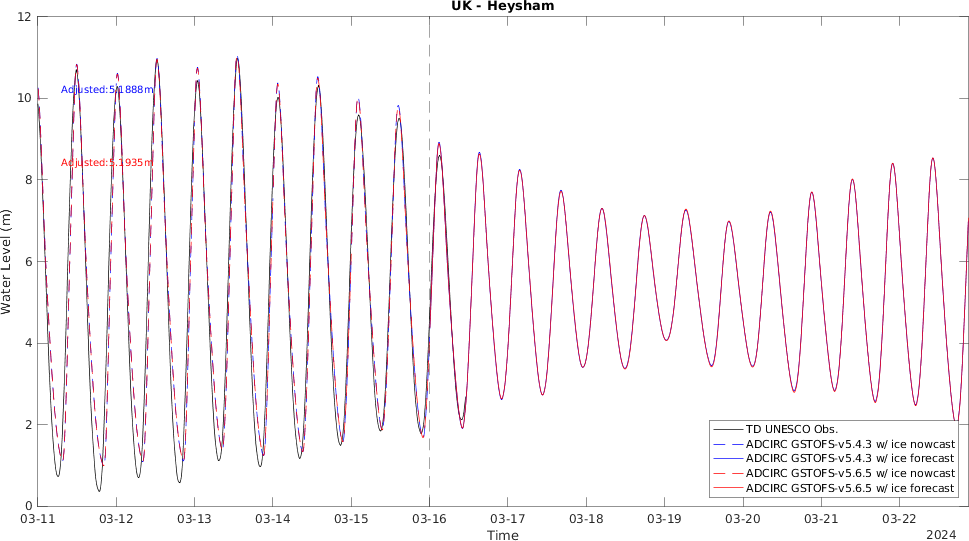 UK - Heysham
12
10
8
6
4
2
0
Water Level (m)
Adjusted:5.1888m
Adjusted:5.1935m
TD UNESCO Obs.
ADCIRC GSTOFS-v5.4.3 w/ ice nowcast
ADCIRC GSTOFS-v5.4.3 w/ ice forecast
ADCIRC GSTOFS-v5.6.5 w/ ice nowcast
ADCIRC GSTOFS-v5.6.5 w/ ice forecast
03-11 03-12 03-13 03-14 03-15 03-16 03-17 03-18 03-19 03-20 03-21 03-22
Time
2024